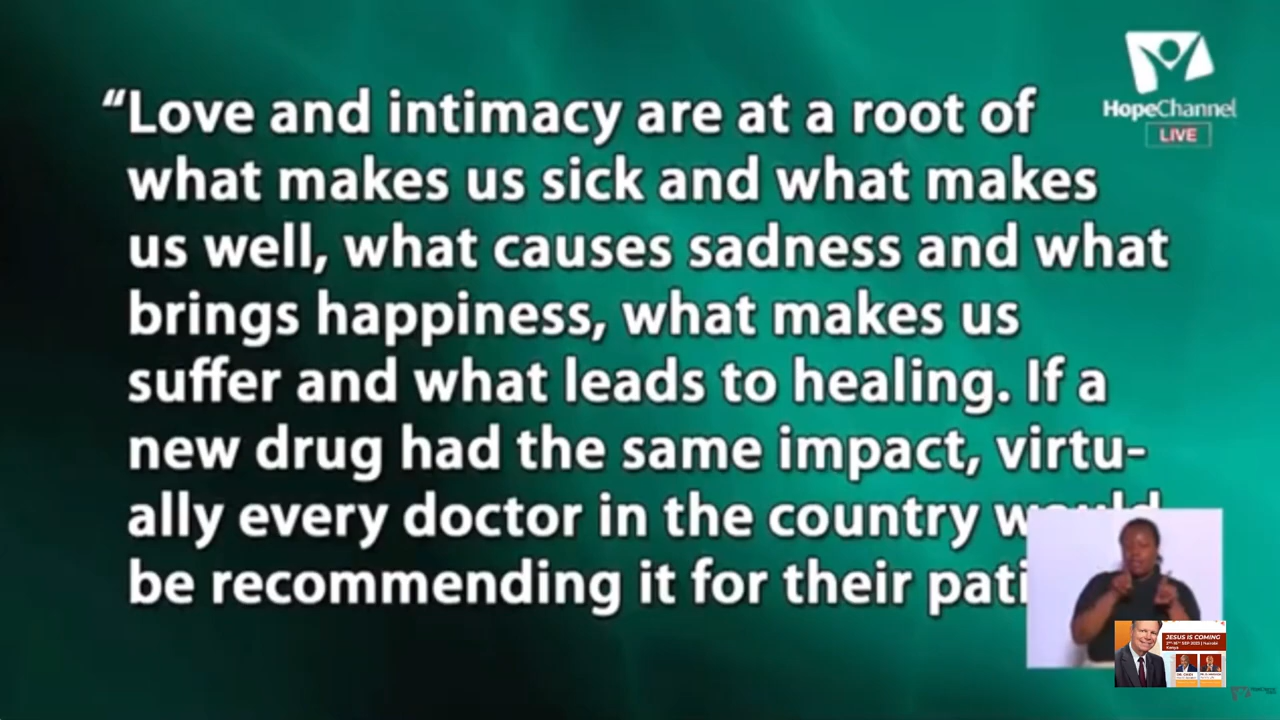 “Love and intimacy are at a root of
what makes us sick and what makes
us well, what causes sadness and what
brings happiness, what makes us
suffer and what leads to healing. If a
new drug had the same impact, virtu-
ally every doctor in the country would
be recommending it for their pati
HopeChannel
LIVE
JESUS IS COMING